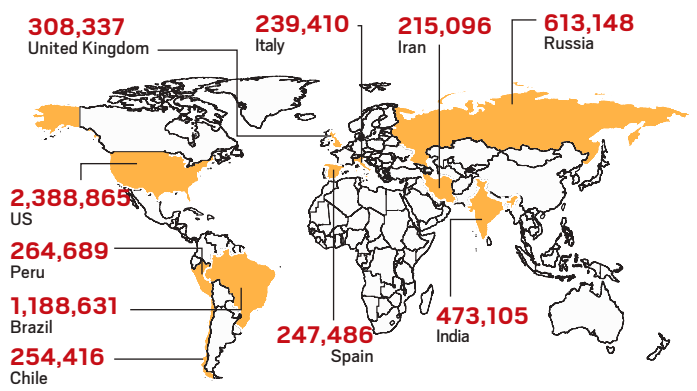 308,337
United Kingdom
239,410
Italy
215,096
Iran
613,148
Russia
2,388,865
US
264,689
Peru
1,188,631
Brazil
254,416
Chile
247,486
Spain
473,105
India